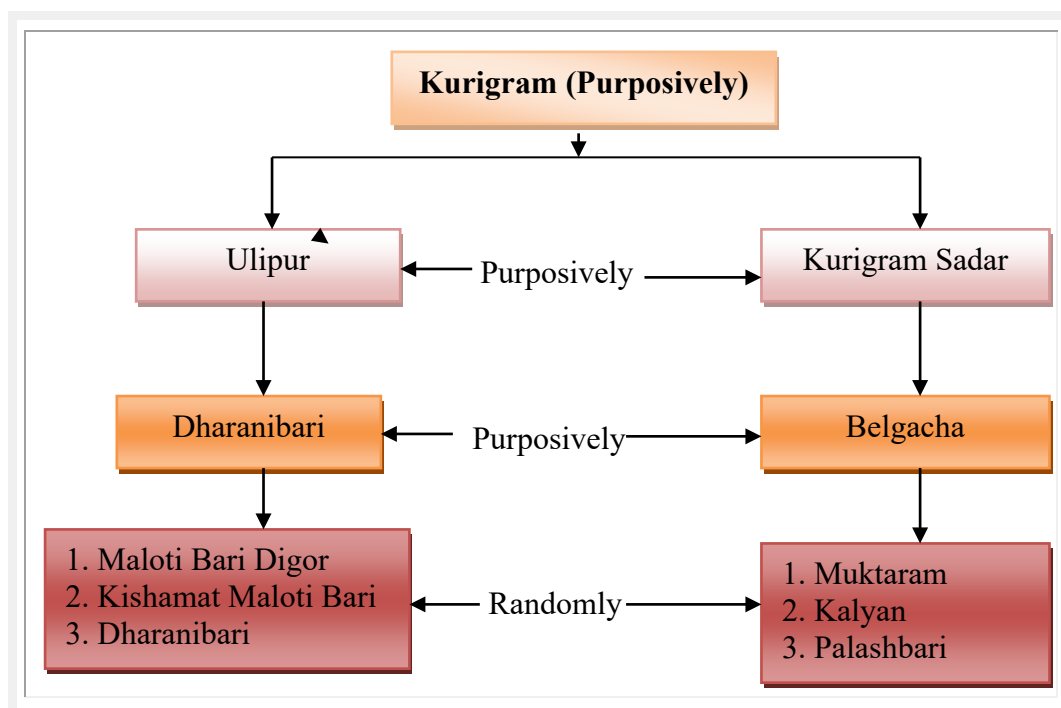 Kurigram (Purposively)
Ulipur
Purposively
Kurigram Sadar
Dharanibari
Purposively
Belgacha
1. Maloti Bari Digor
2. Kishamat Maloti Bari
3. Dharanibari
Randomly
1. Muktaram
2. Kalyan
3. Palashbari